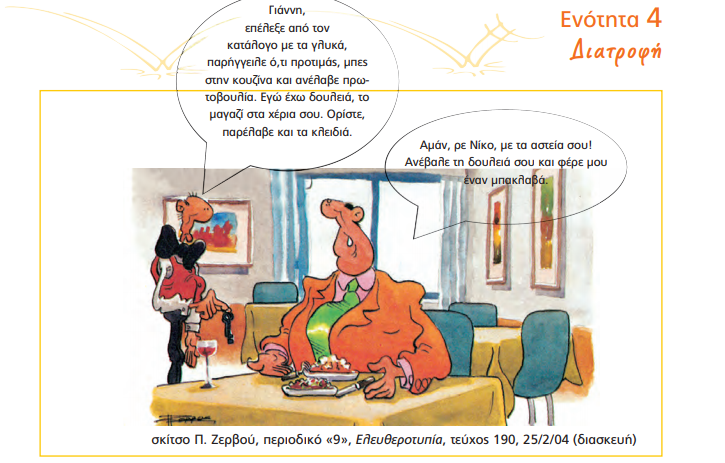 Ενότητα 4
Διατροφή
Γιάννη,
επέλεξε από τον
κατάλογο με τα γλυκά,
παρήγγειλε ό,τι προτιμάς, μπες
στην κουζίνα και ανέλαβε πρω-
τοβουλία. Εγώ έχω δουλειά, το
μαγαζί στα χέρια σου. Ορίστε,
παρέλαβε και τα κλειδιά.
Αμάν, ρε Νίκο, με τα αστεία σου!
Ανέβαλε τη δουλειά σου και φέρε μου
έναν μπακλαβά.
σκίτσο Π. Ζερβού, περιοδικό «9», Ελευθεροτυπία, τεύχος 190, 25/2/04 (διασκευή)